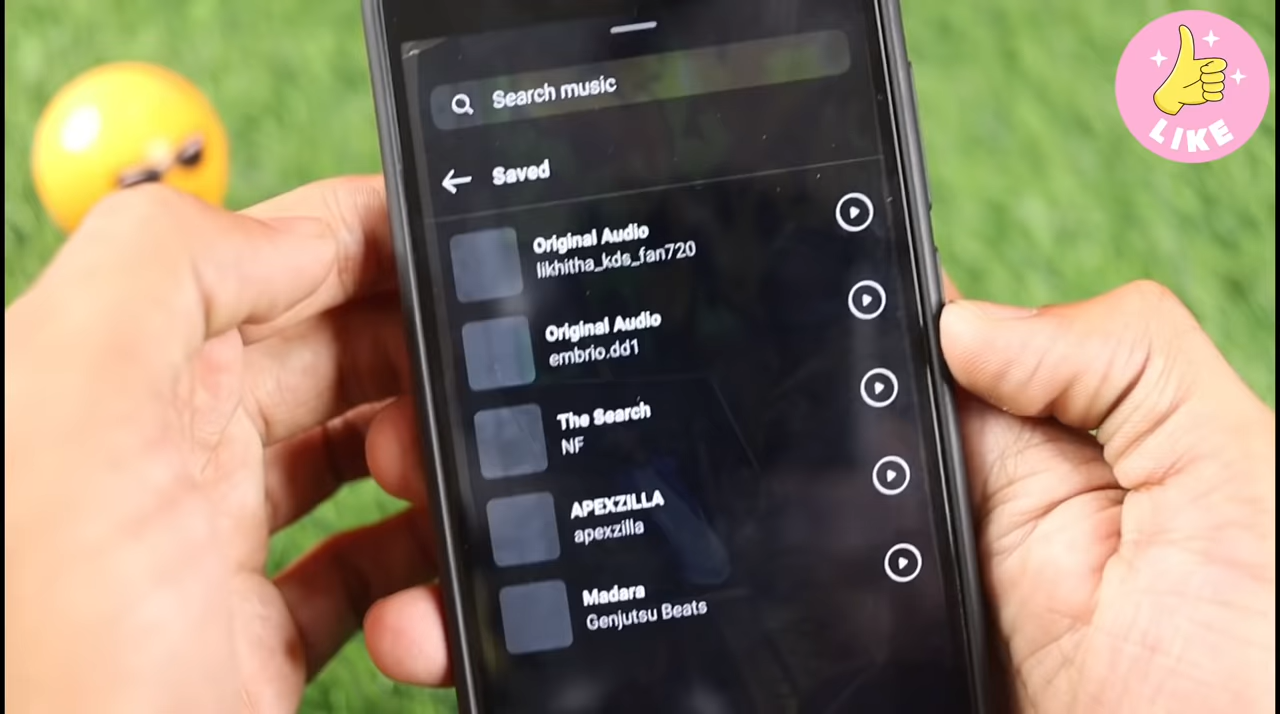 Search music
Saved
Original Audio
likhitha_kds_fan720
Original Audio
embrio.dd1
The Search
NF
APEXZILLA
apexzilla
Madara
Genjutsu Beats
LIKE